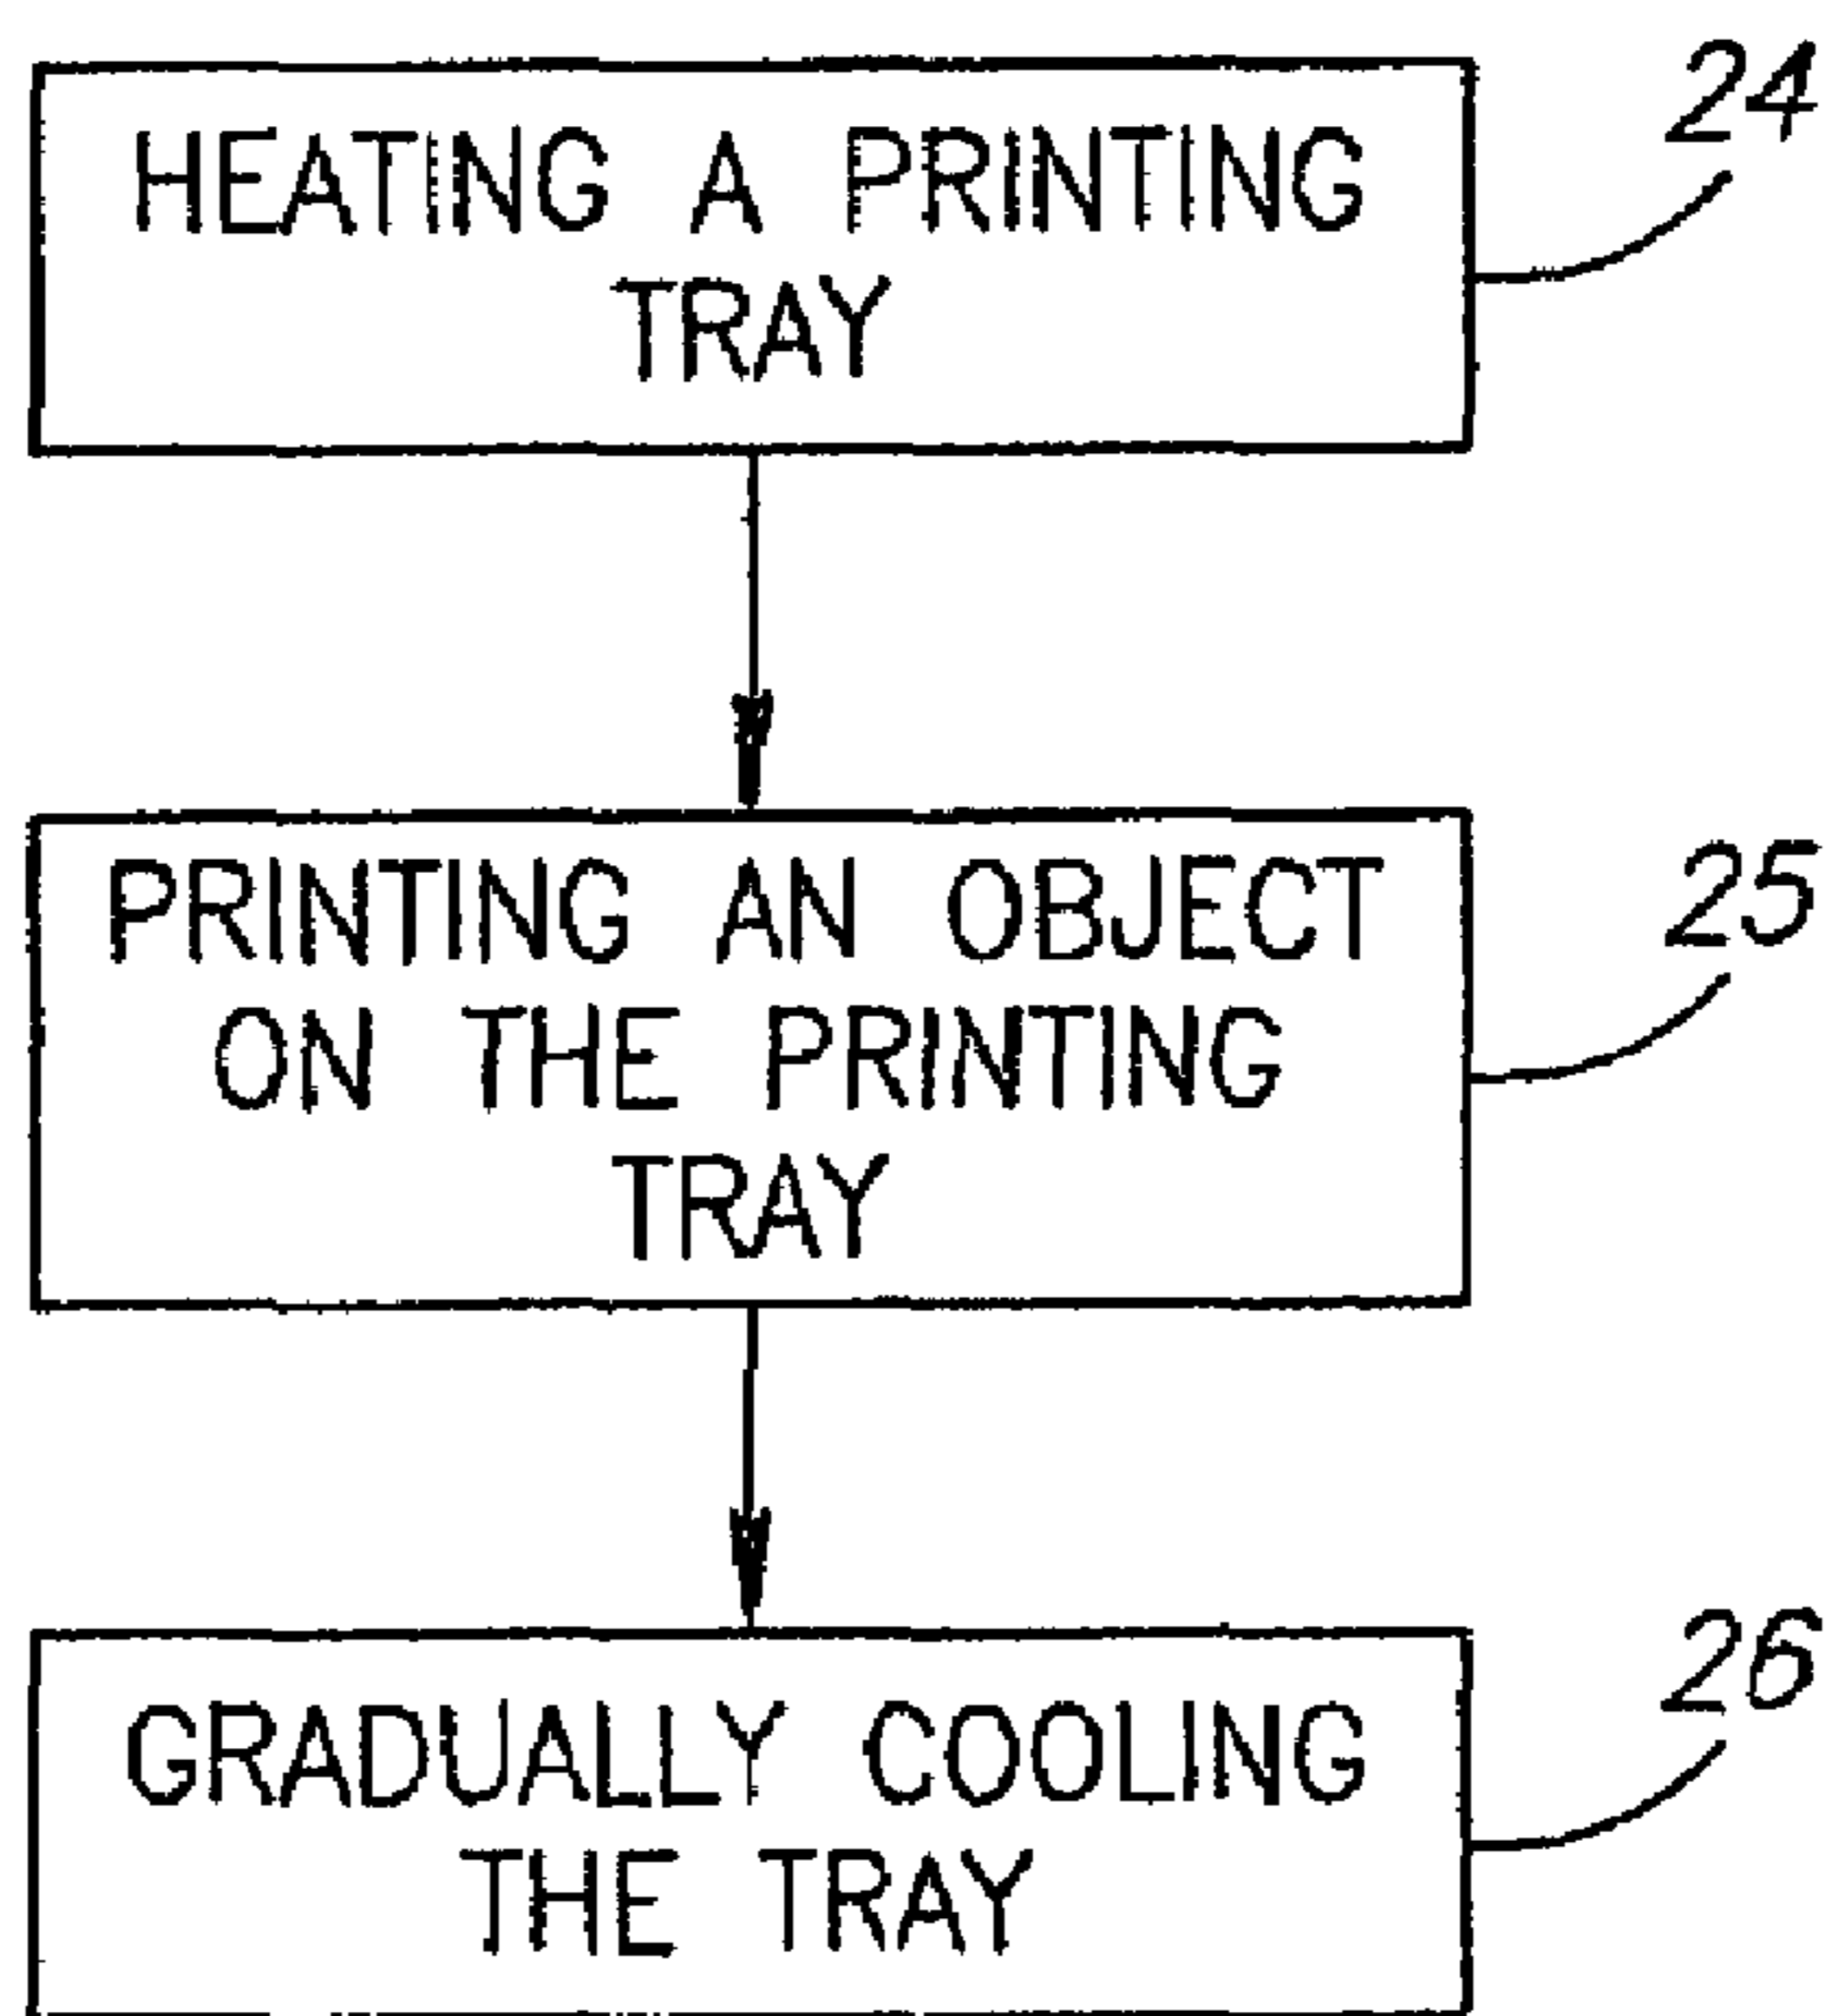 24
HEATING A PRINTING
TRAY
25
PRINTING AN OBJECT
ON THE PRINTING
TRAY
26
GRADUALLY COOLING
THE TRAY